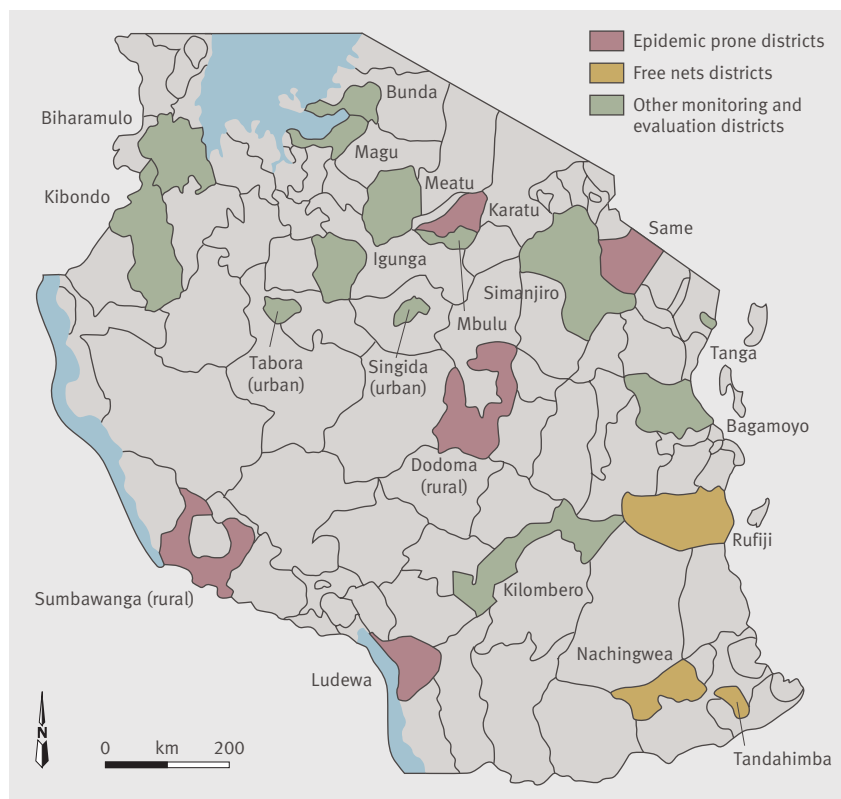 Epidemic prone districts
Free nets districts
Other monitoring and
evaluation districts
Bunda
Biharamulo
Magu
Meatu
Kibondo
Karatu
Same
Igunga
Simanjiro
Mbulu
Tanga
Tabora
(urban)
Singida
(urban)
Bagamoyo
Dodoma
(rural)
Rufiji
Kilombero
Sumbawanga (rural)
Nachingwea
Ludewa
N
0 km 200
Tandahimba